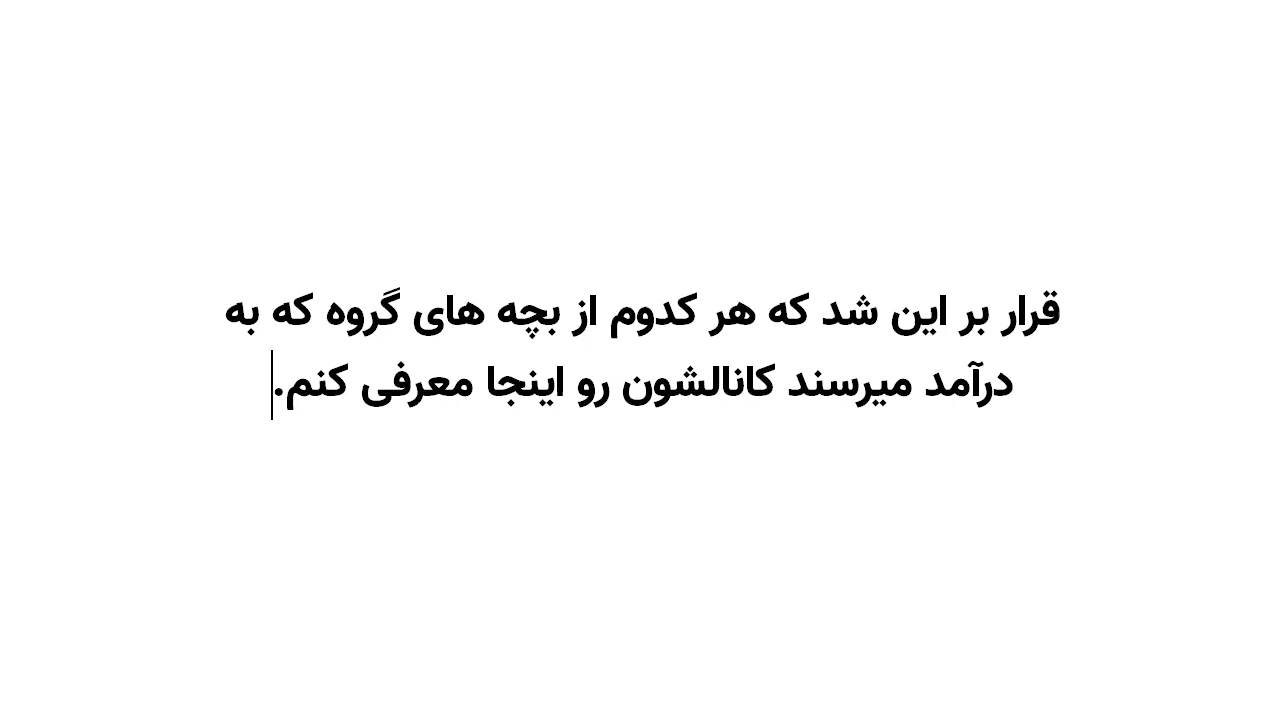 قرار بر این شد که هر کدوم از بچه های گروه که به
درآمد میرسند کانالشون رو اینجا معرفی کنم.